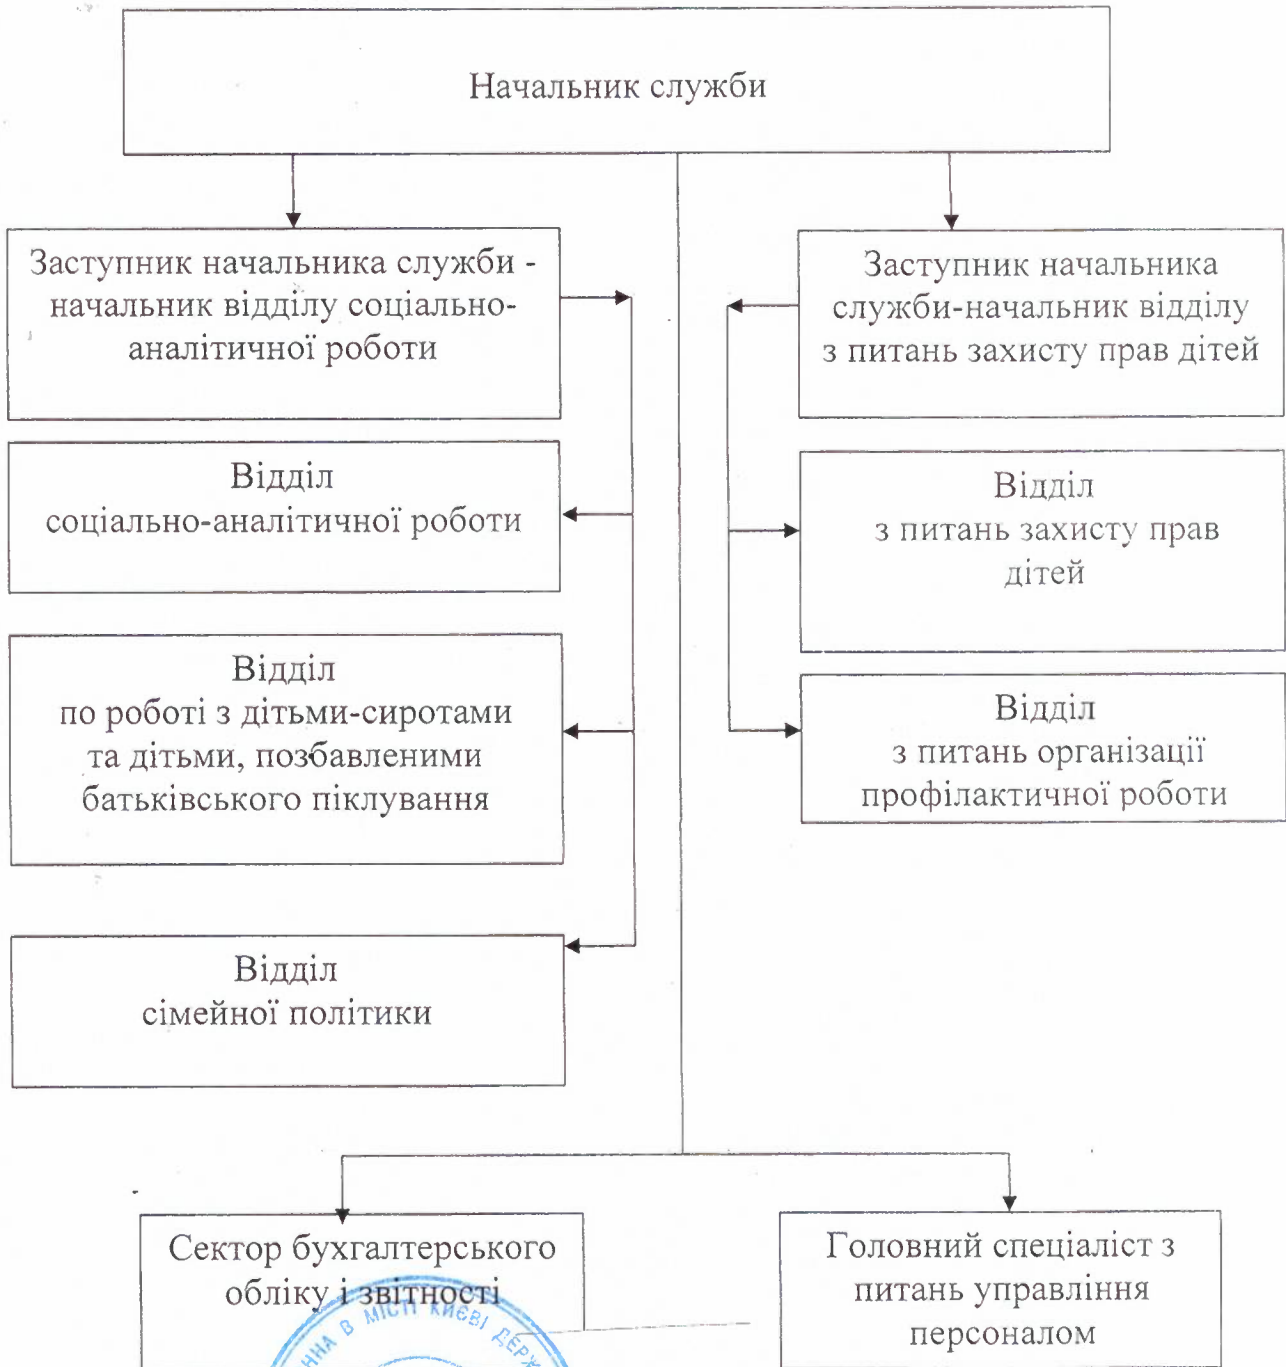 Начальник служби
Заступник начальника служби -
начальник відділу соціально-
аналітичної роботи
Заступник начальника
служби-начальник відділу
з питань захисту прав дітей
Відділ
соціально-аналітичної роботи
Відділ
з питань захисту прав
дітей
Відділ
по роботі з дітьми-сиротами
та дітьми, позбавленими
батьківського піклування
Відділ
з питань організації
профілактичної роботи
Відділ
сімейної політики
Сектор бухгалтерського
обліку і звітності
Головний спеціаліст з
питань управління
персоналом
В МІСТІ КИЄВІ